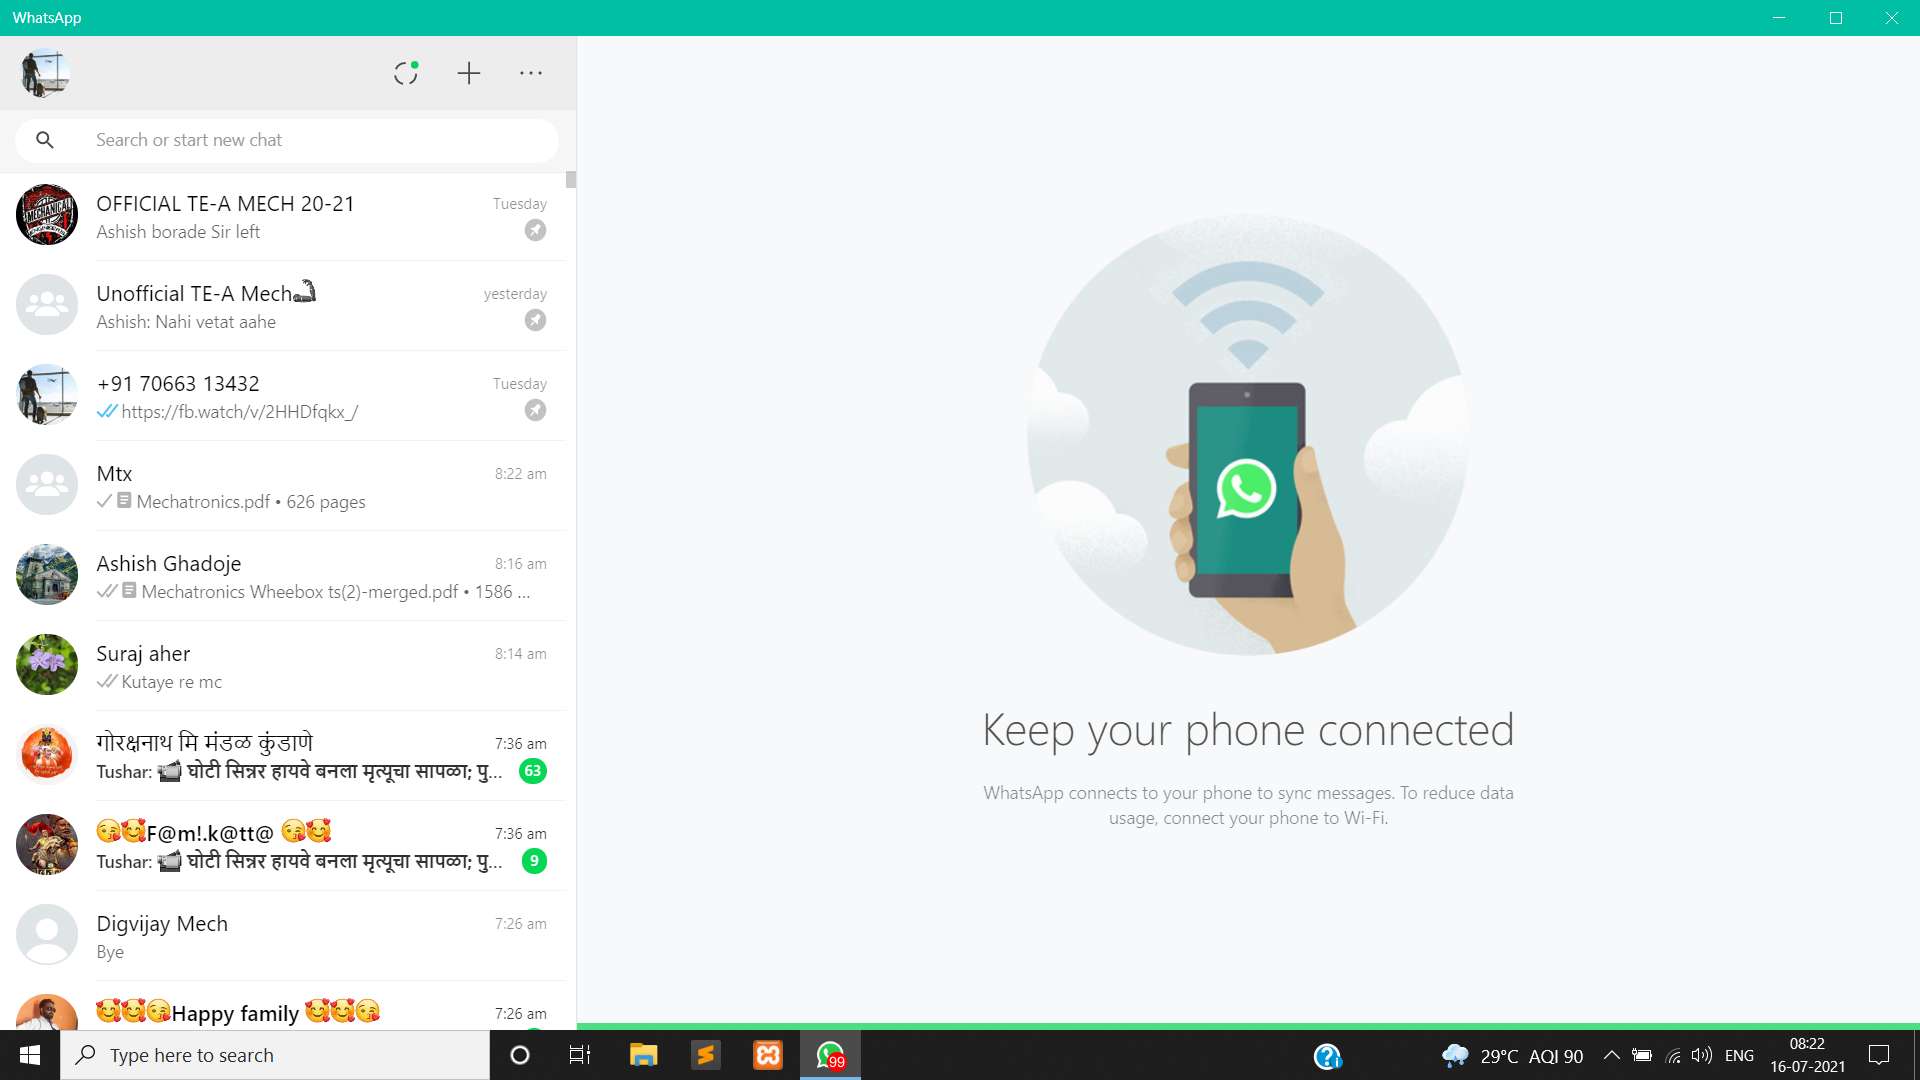 WhatsApp
Search or start new chat
OFFICIAL TE-A MECH 20-21
Tuesday
Ashish borade Sir left
Unofficial TE-A Mech
yesterday
Ashish: Nahi vetat aahe
+91 70663 13432
Tuesday
https://fb.watch/v/2HHDfqkx_/
Mtx
8:22 am
Mechatronics.pdf • 626 pages
Ashish Ghadoje
8:16 am
Mechatronics Wheebox ts(2)-merged.pdf • 1586 ...
Suraj aher
8:14 am
Kutaye re mc
गोरक्षनाथ मि मंडळ कुंडाणे
7:36 am
Tushar: 📹 घोटी सिन्नर हायवे बनला मृत्यूचा सापळा; पु...
63
😘🥰F@m!.k@tt@ 😘🥰
7:36 am
Tushar: 📹 घोटी सिन्नर हायवे बनला मृत्यूचा सापळा; पु...
9
Digvijay Mech
7:26 am
Bye
🥰🥰😘Happy family 🥰🥰😘
7:26 am
Keep your phone connected
WhatsApp connects to your phone to sync messages. To reduce data
usage, connect your phone to Wi-Fi.
Type here to search
99
29°C AQI 90
ENG
08:22
16-07-2021